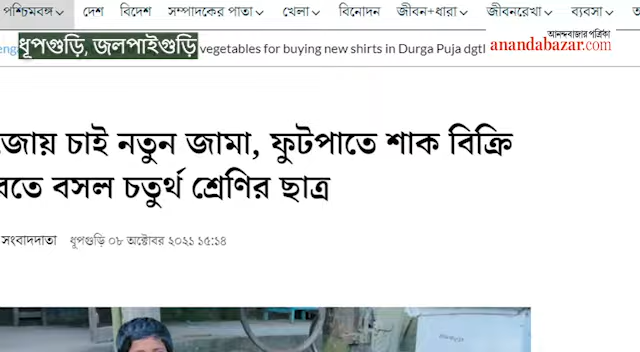 পশ্চিমবঙ্গ দেশ বিদেশ সম্পাদকের পাতা খেলা বিনোদন জীবন+ধারা জীবনরেখা ব্যবসা
আনন্দবাজার পত্রিকা
anandabazar.com
ধূপগুড়ি, জলপাইগুড়ি vegetables for buying new shirts in Durga Puja dgtl
জোয় চাই নতুন জামা, ফুটপাতে শাক বিক্রি
রতে বসল চতুর্থ শ্রেণির ছাত্র
সংবাদদাতা ধূপগুড়ি ০৮ অক্টোবর ২০২১ ১৫:১৪